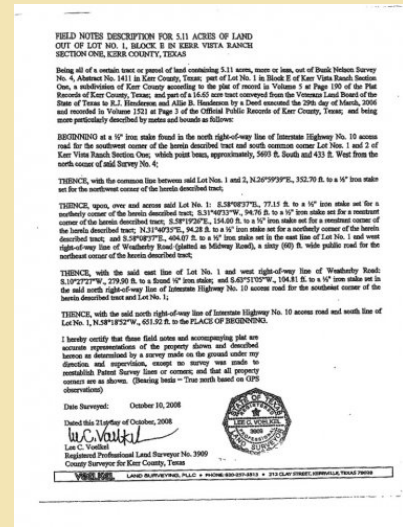 FIELD NOTES DESCRIPTION FOR 5.11 ACRES OF LAND
OUT OF LOT NO. 1, BLOCK E IN KERR VISTA RANCH
SECTION ONE, KERR COUNTY, TEXAS
Being all of a certain tract or parcel of land containing 5.11 acres, more or less, out of Bunk Nelson Survey
No. 4, Abstract No. 1411 in Kerr County, Texas; part of Lot No. 1 in Block E of Kerr Vista Ranch Section
One, a subdivision of Kerr County according to the plat of record in Volume 5 at Page 190 of the Plat
Records of Kerr County, Texas; and part of a 16.65 acre tract conveyed from the Veterans Land Board of the
State of Texas to R.J. Henderson and Allie B. Henderson by a Deed executed the 29th day of March, 2006
and recorded in Volume 1521 at Page 3 of the Official Public Records of Kerr County, Texas; and being
more particularly described by metes and bounds as follows:
BEGINNING at a ½" iron stake found in the north right-of-way line of Interstate Highway No. 10 access
road for the southwest corner of the herein described tract and south common corner Lot No. 1 and 2 of
Kerr Vista Ranch Section One; which point bears, approximately, 5693 ft. South and 433 ft. West from the
north corner of said Survey No. 4;
THENCE, with the common line between said Lot Nos. 1 and 2, N.26°59'39"E., 352.70 ft. to a ½" iron stake
set for the northwest corner of the herein described tract;
THENCE, upon, over and across said Lot No. 1: S.58°08'37"E., 37.15 ft. to a ½" iron stake set for a
northerly corner of the herein described tract; S.31°40'33"W., 94.76 ft. to a ½" iron stake set for a reentrant
corner of the herein described tract; S.58°19'26"E., 154.00 ft. to a ½" iron stake set for a reentrant corner of
the herein described tract; N.31°40'35"E., 94.28 ft. to a ½" iron stake set for a northerly corner of the herein
described tract; and S.58°08'37"E., 404.07 ft. to a ½" iron stake set in the east line of Lot No. 1 and west
right-of-way line of Weatherby Road (platted as Midway Road), a sixty (60) ft. wide public road for the
northeast corner of the herein described tract;
THENCE, with the said east line of Lot No. 1 and west right-of-way line of Weatherby Road:
S.10°27'27"W., 279.90 ft. to a found ½" iron stake; and S.63°51'05"W., 104.81 ft. to a ½" iron stake set in
the said north right-of-way line of Interstate Highway No. 10 access road for the southeast corner of the
herein described tract and Lot No. 1;
THENCE, with the said north right-of-way line of Interstate Highway No. 10 access road and south line of
Lot No. 1, N.58°18'52"W., 651.92 ft. to the PLACE OF BEGINNING.
I hereby certify that these field notes and accompanying plat are
accurate representations of the property shown and described
hereon as determined by a survey made on the ground under my
direction and supervision, except no survey was made to
reestablish Patent Survey lines or corners; and that all property
corners are as shown. (Bearing basis = True north based on GPS
observations)
Date Surveyed: October 10, 2008
Dated this 21st day of October, 2008
Lee C. Voelkel
Lee C. Voelkel
Registered Professional Land Surveyor No. 3909
County Surveyor for Kerr County, Texas
STATE OF TEXAS
REGISTERED
LEE C. VOELKEL
3909
PROFESSIONAL
LAND SURVEYOR
VOELKEL LAND SURVEYING, PLLC • PHONE: 830-257-3313 • 212 CLAY STREET, KERRVILLE, TEXAS 78028